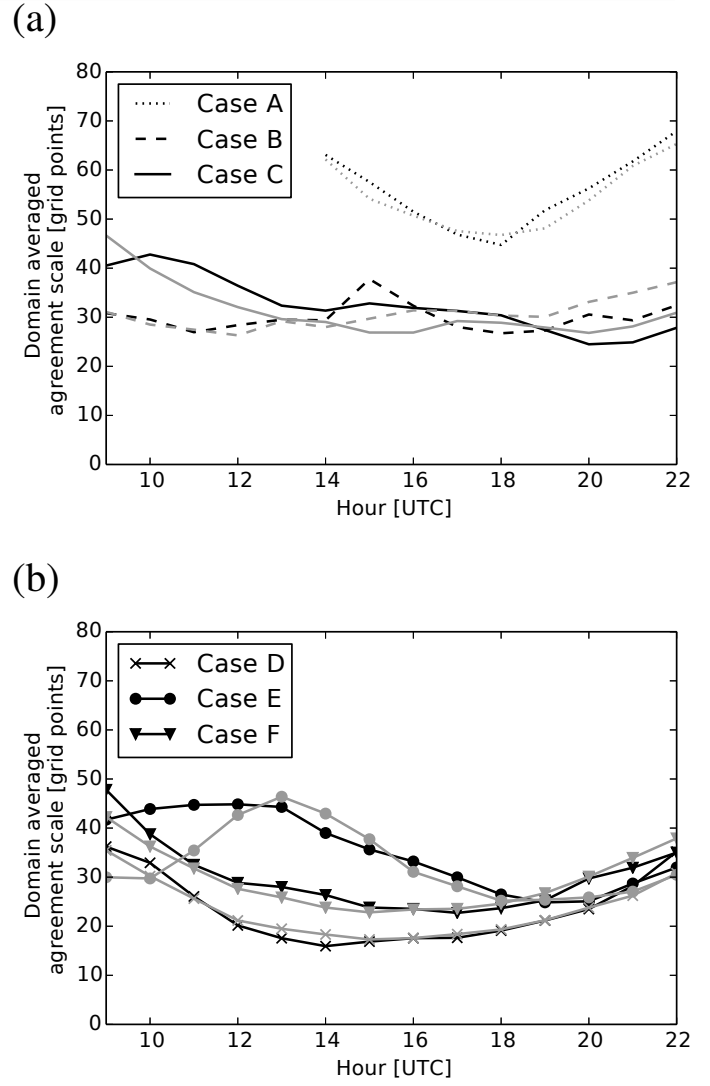 (a)
80
70
60
50
40
30
20
10
0
Domain averaged
agreement scale [grid points]
Case A
Case B
Case C
10 12 14 16 18 20 22
Hour [UTC]
(b)
80
70
60
50
40
30
20
10
0
Domain averaged
agreement scale [grid points]
Case D
Case E
Case F
10 12 14 16 18 20 22
Hour [UTC]